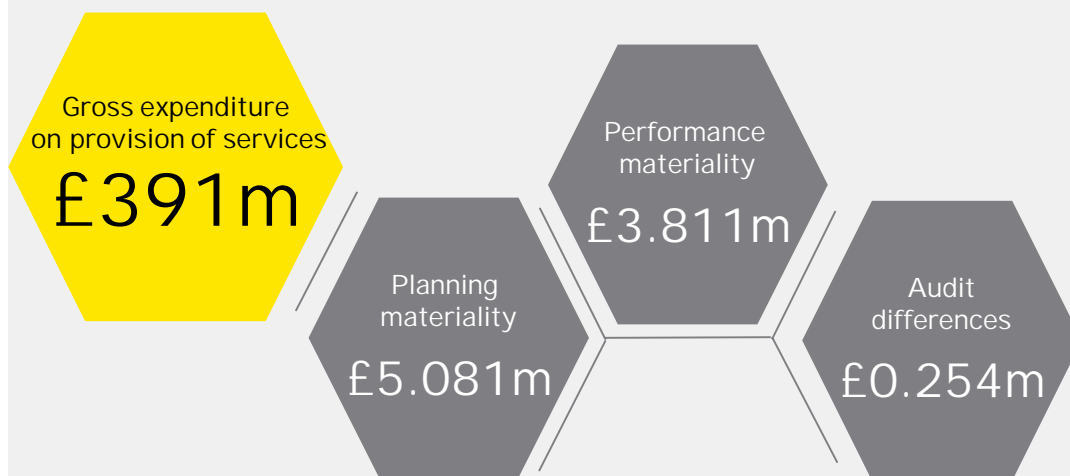 Gross expenditure
on provision of services
£391m
Planning
materiality
£5.081m
Performance
materiality
£3.811m
Audit
differences
£0.254m